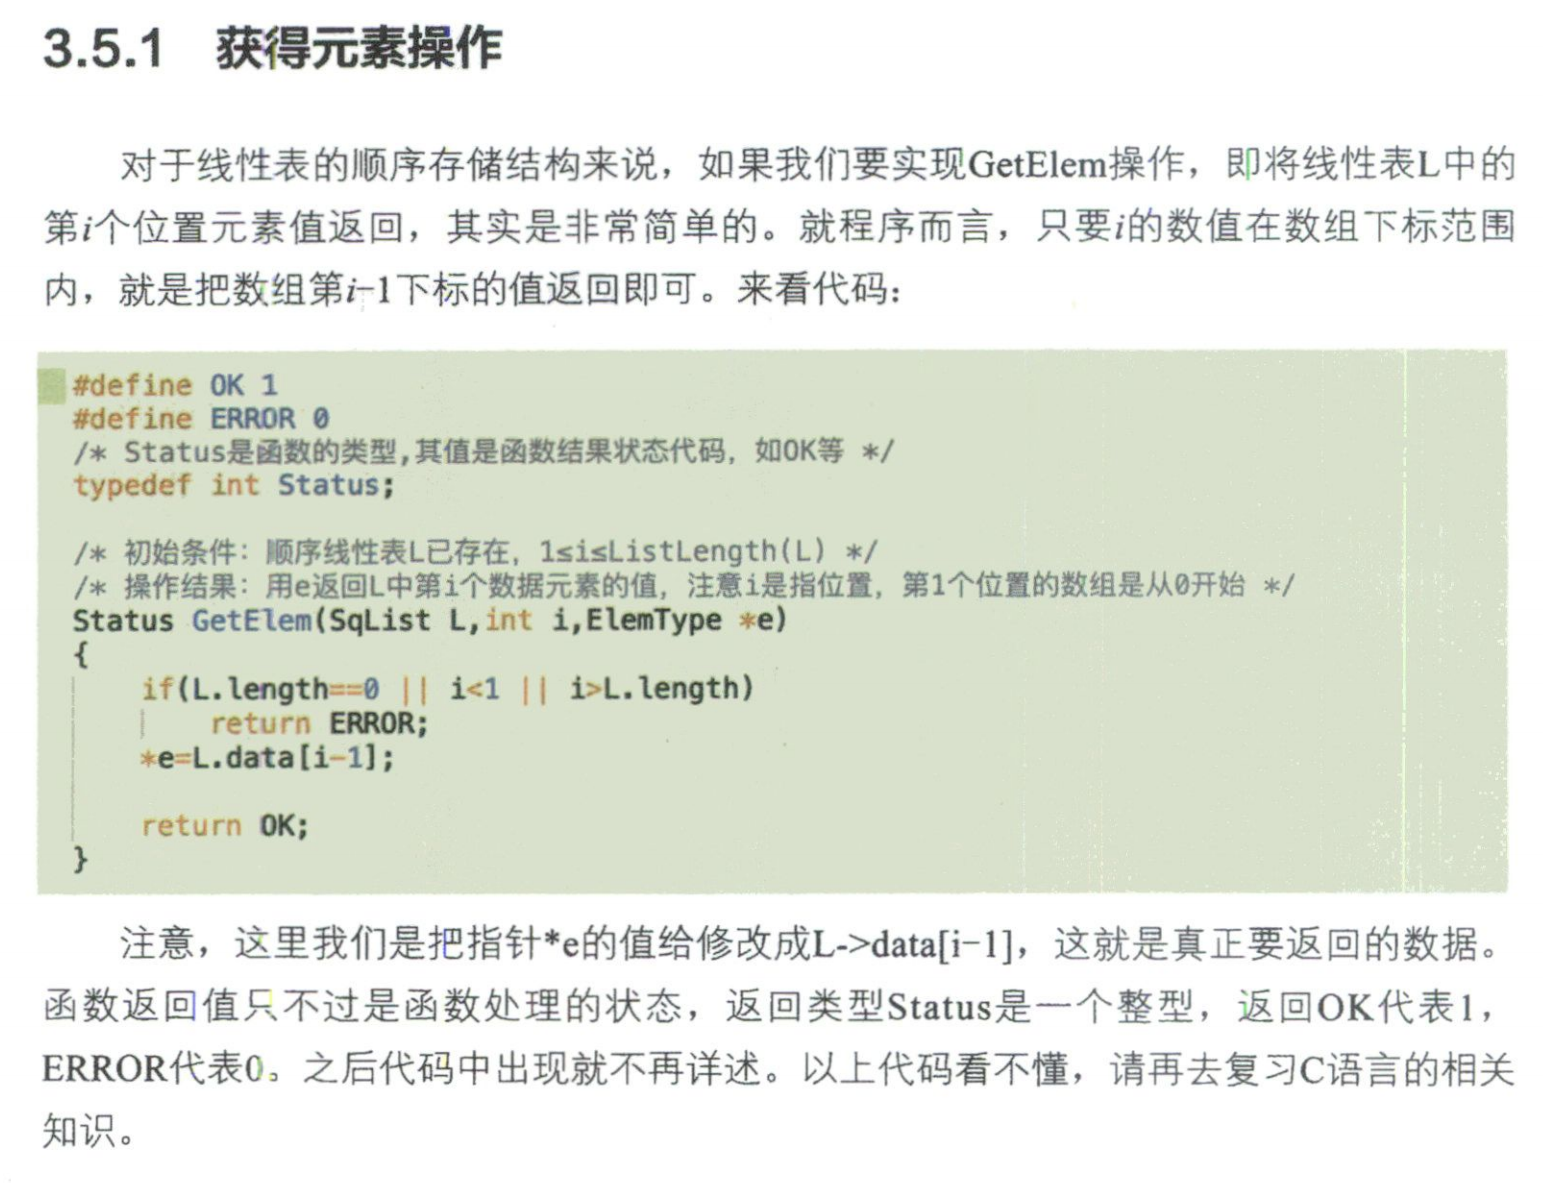 3.5.1 获得元素操作
对于线性表的顺序存储结构来说，如果我们要实现GetElem操作，即将线性表L中的
第i个位置元素值返回，其实是非常简单的。就程序而言，只要i的数值在数组下标范围
内，就是把数组第i-1下标的值返回即可。来看代码：
#define OK 1
#define ERROR 0
/* Status是函数的类型,其值是函数结果状态代码，如OK等 */
typedef int Status;
/* 初始条件：顺序线性表L已存在，1≤i≤ListLength(L) */
/* 操作结果：用e返回L中第i个数据元素的值，注意i是指位置，第1个位置的数组是从0开始 */
Status GetElem(SqList L,int i,ElemType *e)
{
if(L.length==0 || i<1 || i>L.length)
return ERROR;
*e=L.data[i-1];
return OK;
}
注意，这里我们是把指针*e的值给修改成L->data[i-1]，这就是真正要返回的数据。
函数返回值只不过是函数处理的状态，返回类型Status是一个整型，返回OK代表1，
ERROR代表0。之后代码中出现就不再详述。以上代码看不懂，请再去复习C语言的相关
知识。